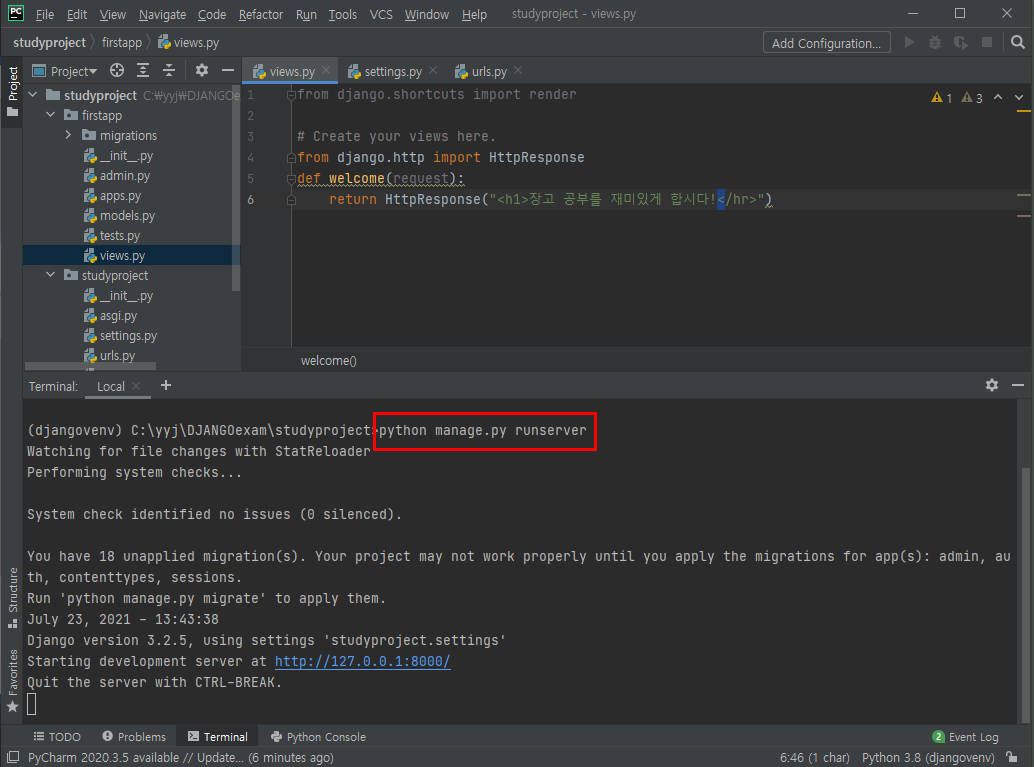 PC File Edit View Navigate Code Refactor Run Tools VCS Window Help studyproject - views.py
studyproject firstapp views.py Add Configuration...
Project
Project views.py settings.py urls.py
studyproject C:₩yyj₩DJANGOe
firstapp
migrations
__init__.py
admin.py
apps.py
models.py
tests.py
views.py
studyproject
__init__.py
asgi.py
settings.py
urls.py
1 from django.shortcuts import render
2
3 # Create your views here.
4 from django.http import HttpResponse
5 def welcome(request):
6 return HttpResponse("<h1>장고 공부를 재미있게 합시다!</hr>")
1 3
welcome()
Terminal: Local +
(djangovenv) C:\yyj\DJANGOexam\studyproject>python manage.py runserver
Watching for file changes with StatReloader
Performing system checks...
System check identified no issues (0 silenced).
You have 18 unapplied migration(s). Your project may not work properly until you apply the migrations for app(s): admin, au
th, contenttypes, sessions.
Run 'python manage.py migrate' to apply them.
July 23, 2021 - 13:43:38
Django version 3.2.5, using settings 'studyproject.settings'
Starting development server at http://127.0.0.1:8000/
Quit the server with CTRL-BREAK.
Structure
Favorites
TODO Problems Terminal Python Console 2 Event Log
PyCharm 2020.3.5 available // Update... (6 minutes ago) 6:46 (1 char) Python 3.8 (djangovenv)